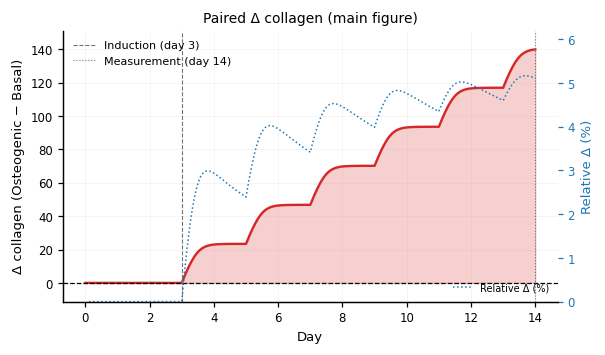 Paired Δ collagen (main figure)
Induction (day 3)
Measurement (day 14)
Δ collagen (Osteogenic − Basal)
140
120
100
80
60
40
20
0
6
5
4
3
2
1
0
Relative Δ (%)
Relative Δ (%)
0 2 4 6 8 10 12 14
Day